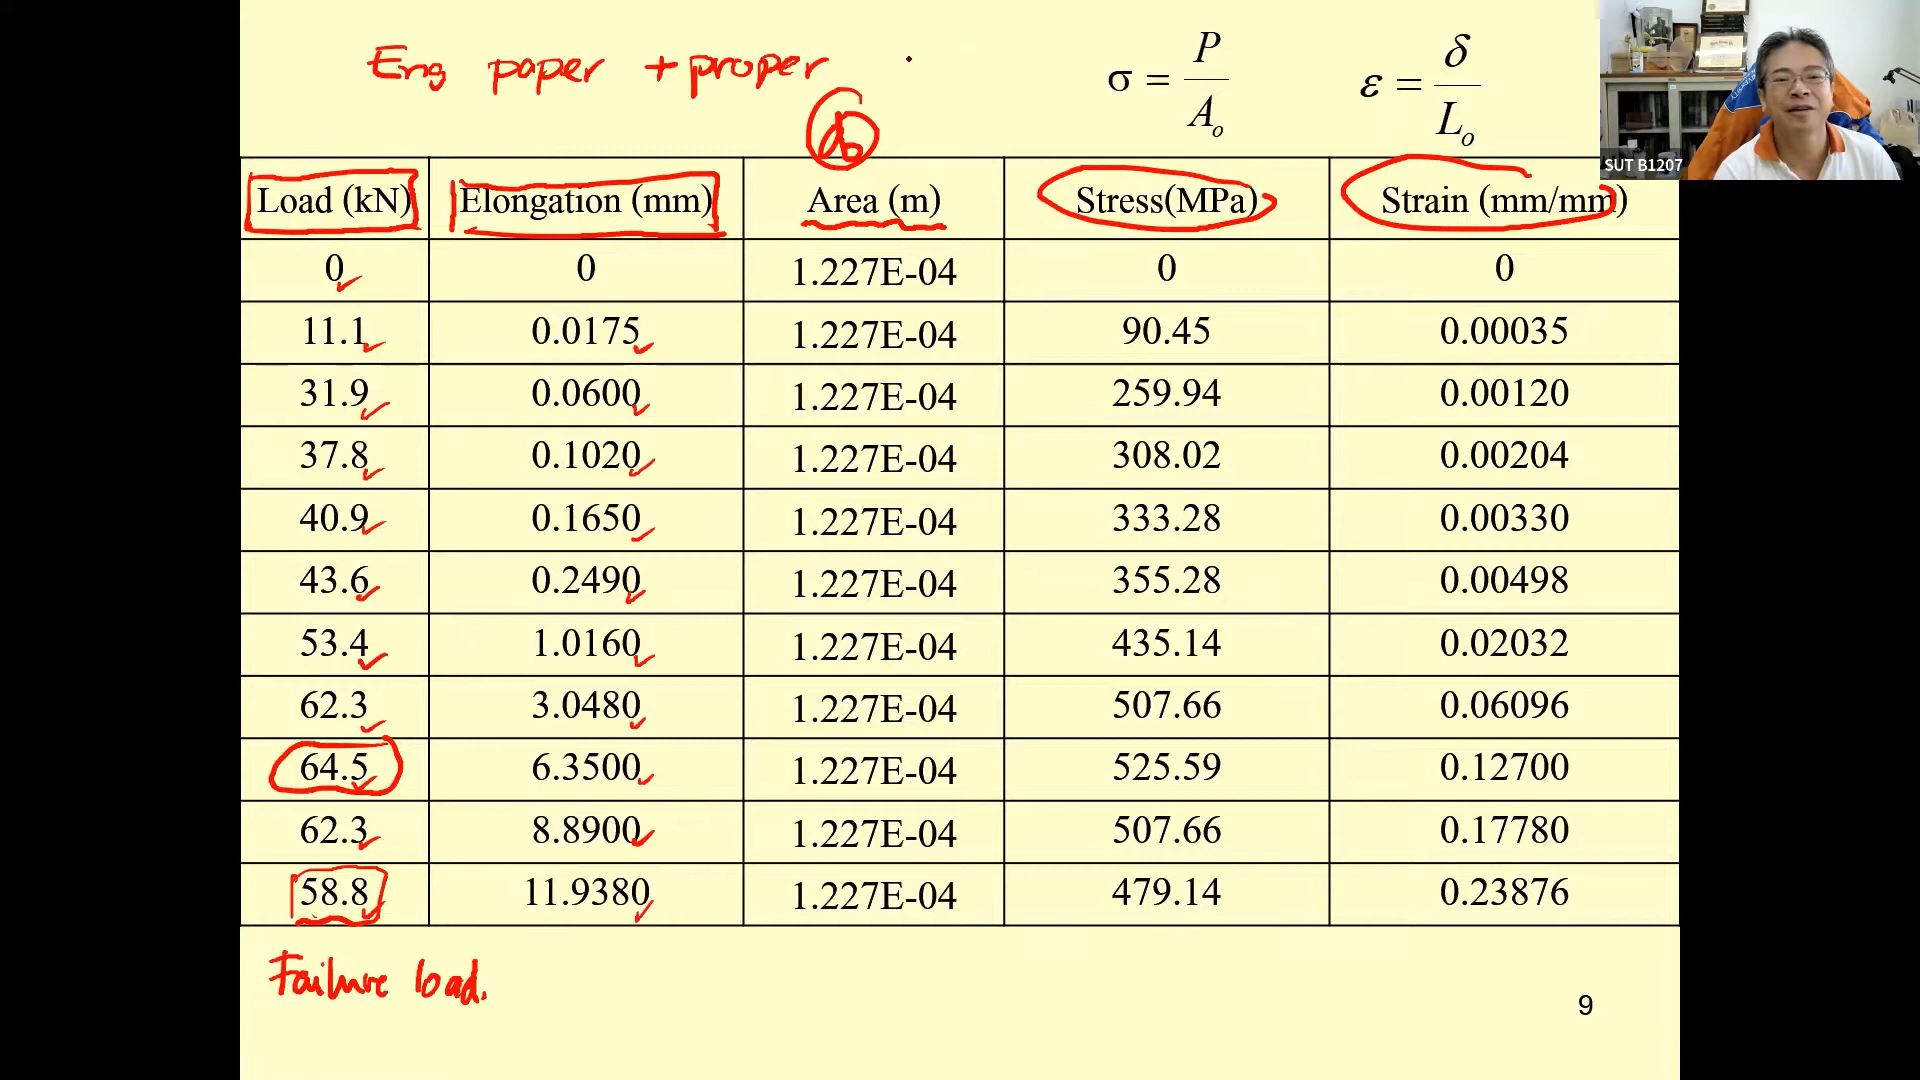 Eng paper + proper
do
σ = P / Ao
ε = δ / Lo
SUT B1207
Load (kN) Elongation (mm) Area (m) Stress(MPa) Strain (mm/mm)
0 0 1.227E-04 0 0
11.1 0.0175 1.227E-04 90.45 0.00035
31.9 0.0600 1.227E-04 259.94 0.00120
37.8 0.1020 1.227E-04 308.02 0.00204
40.9 0.1650 1.227E-04 333.28 0.00330
43.6 0.2490 1.227E-04 355.28 0.00498
53.4 1.0160 1.227E-04 435.14 0.02032
62.3 3.0480 1.227E-04 507.66 0.06096
64.5 6.3500 1.227E-04 525.59 0.12700
62.3 8.8900 1.227E-04 507.66 0.17780
58.8 11.9380 1.227E-04 479.14 0.23876
Failure load.
9